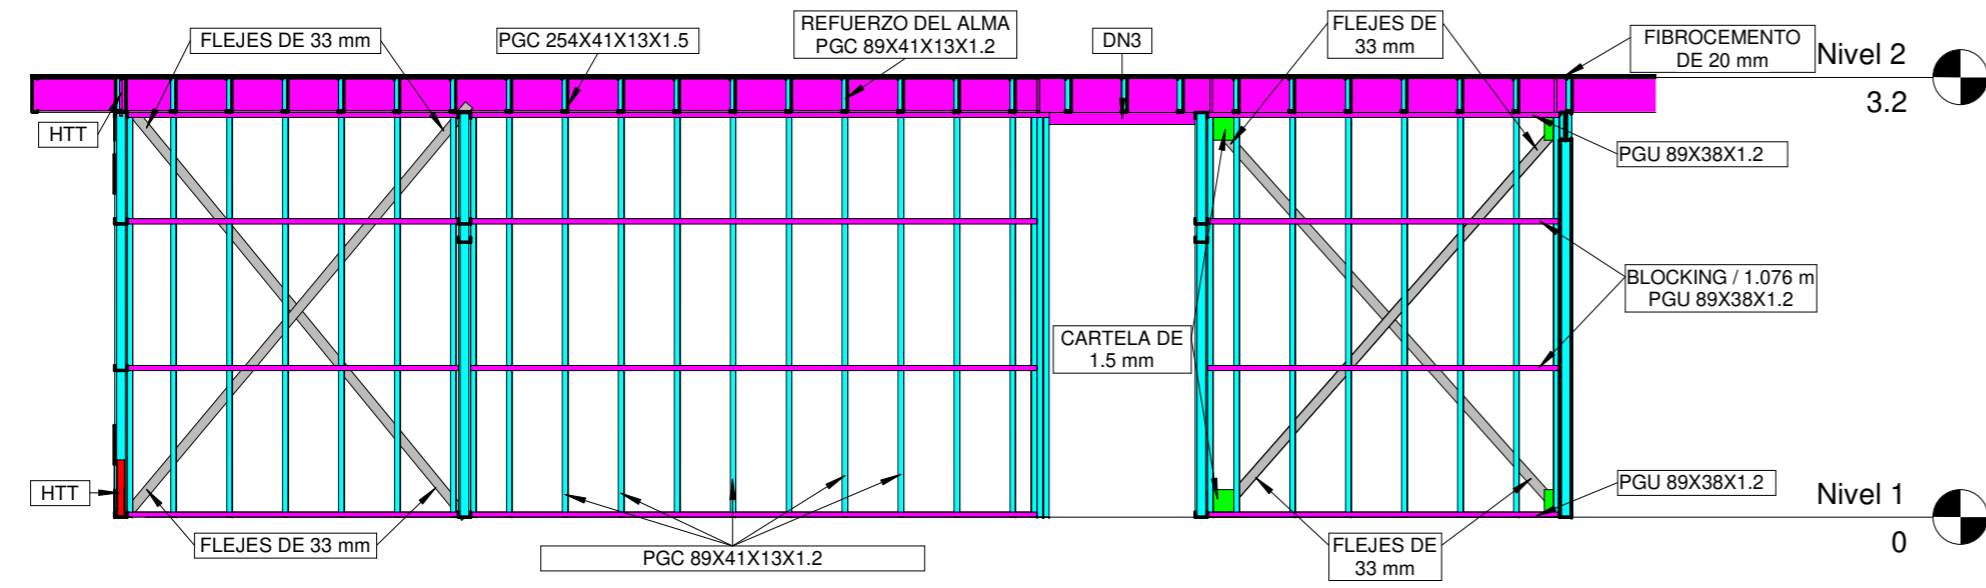 FLEJES DE 33 mm
PGC 254X41X13X1.5
REFUERZO DEL ALMA
PGC 89X41X13X1.2
DN3
FLEJES DE
33 mm
FIBROCEMENTO
DE 20 mm
Nivel 2
3.2
HTT
PGU 89X38X1.2
BLOCKING / 1.076 m
PGU 89X38X1.2
CARTELA DE
1.5 mm
HTT
PGU 89X38X1.2
Nivel 1
0
FLEJES DE 33 mm
PGC 89X41X13X1.2
FLEJES DE
33 mm